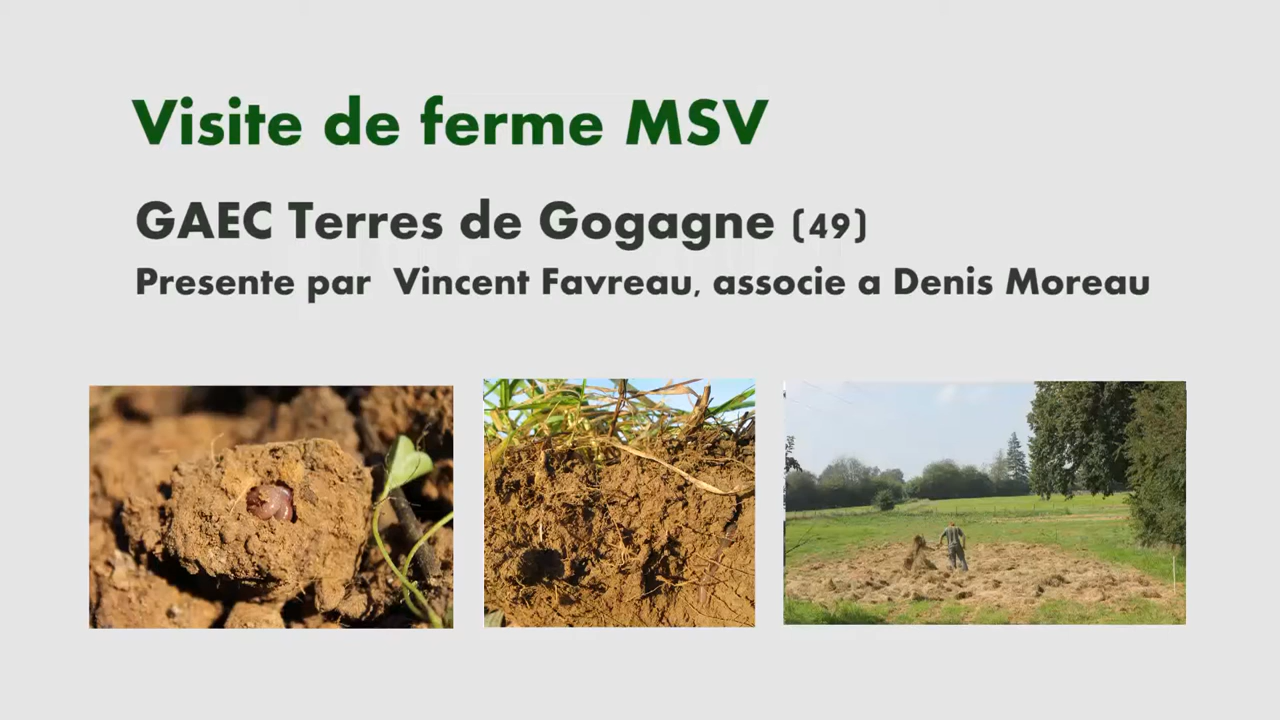 Visite de ferme MSV
GAEC Terres de Gogagne (49)
Presente par Vincent Favreau, associe a Denis Moreau